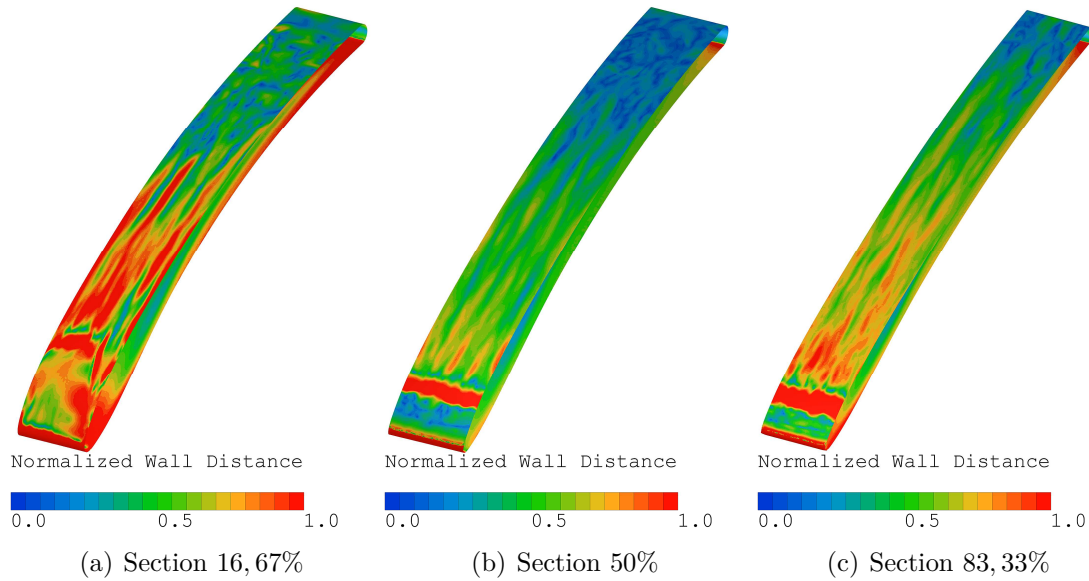 Normalized Wall Distance Normalized Wall Distance Normalized Wall Distance
0.0 0.5 1.0 0.0 0.5 1.0 0.0 0.5 1.0
(a) Section 16, 67% (b) Section 50% (c) Section 83, 33%